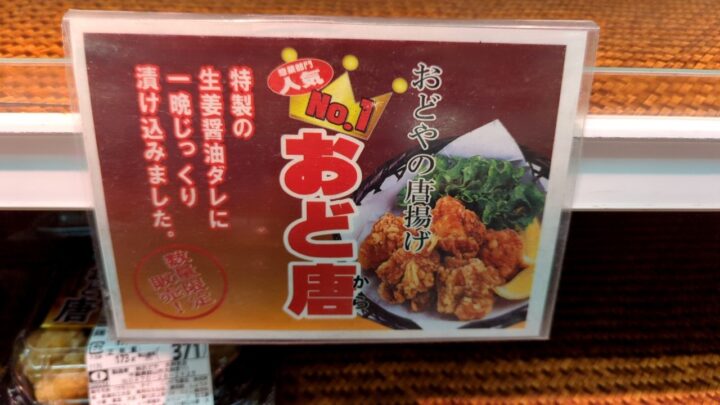 おどやの唐揚げ
惣菜部門
人気
No.1
おど唐
から
特製の
生姜醤油ダレに
一晩じっくり
漬け込みました。
数量限定
販売!
唐
371